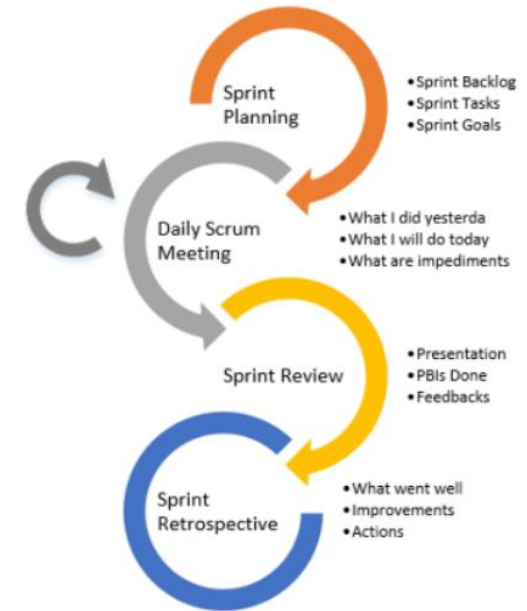 Sprint
Planning
•Sprint Backlog
•Sprint Tasks
•Sprint Goals
Daily Scrum
Meeting
•What I did yesterda
•What I will do today
•What are impediments
Sprint Review
•Presentation
•PBIs Done
•Feedbacks
Sprint
Retrospective
•What went well
•Improvements
•Actions